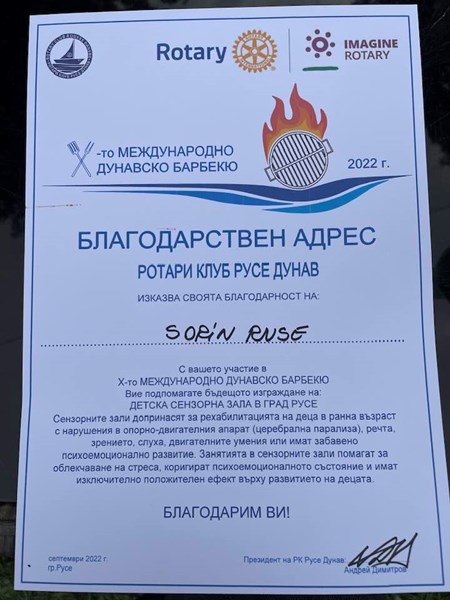 Rotary
IMAGINE
ROTARY
-то МЕЖДУНАРОДНО
ДУНАВСКО БАРБЕКЮ
2022 г.
БЛАГОДАРСТВЕН АДРЕС
РОТАРИ КЛУБ РУСЕ ДУНАВ
ИЗКАЗВА СВОЯТА БЛАГОДАРНОСТ НА:
SORIN RUSE
С вашето участие в
X-то МЕЖДУНАРОДНО ДУНАВСКО БАРБЕКЮ
Вие подпомагате бъдещото изграждане на:
ДЕТСКА СЕНЗОРНА ЗАЛА В ГРАД РУСЕ
Сензорните зали допринасят за рехабилитацията на деца в ранна възраст
с нарушения в опорно-двигателния апарат (церебрална парализа), речта,
зрението, слуха, двигателните умения или имат забавено
психоемоционално развитие. Занятията в сензорните зали помагат за
облекчаване на стреса, коригират психоемоционалното състояние и имат
изключително положителен ефект върху развитието на децата.
БЛАГОДАРИМ ВИ!
септември 2022 г.
гр.Русе
Президент на РК Русе Дунав:
Андрей Димитров